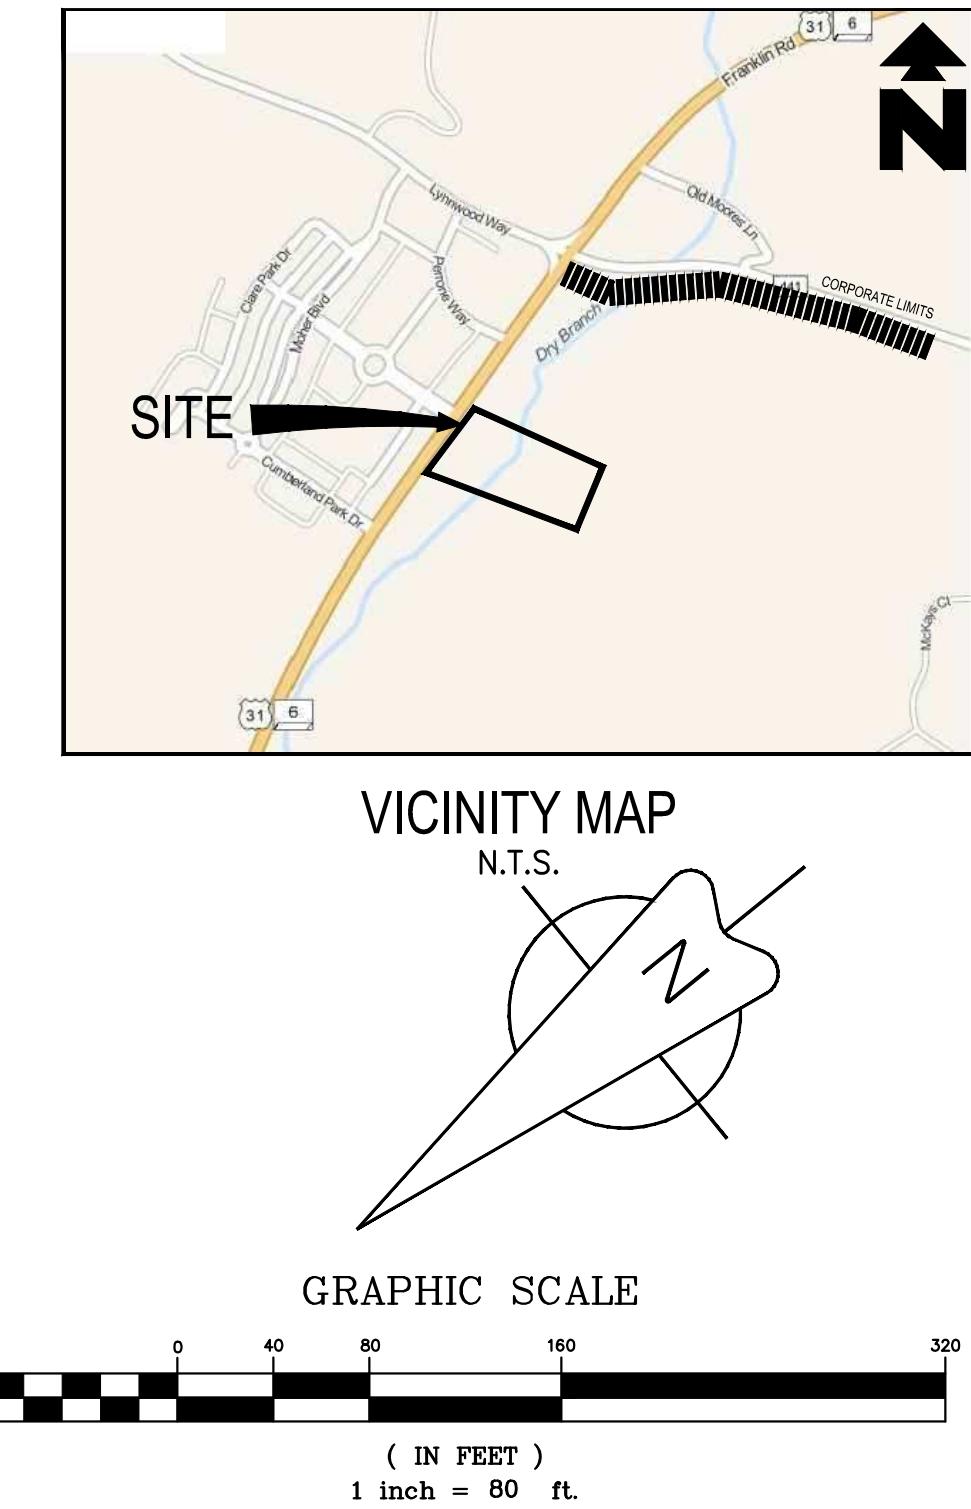 31 6
Franklin Rd
N
Lynnwood Way
Old Moores Ln
Clare Park Dr
Perrone Way
Moher Blvd
441
CORPORATE LIMITS
Dry Branch
SITE
Cumberland Park Dr
McKays Ct
31 6
VICINITY MAP
N.T.S.
N
GRAPHIC SCALE
0 40 80 160 320
( IN FEET )
1 inch = 80 ft.